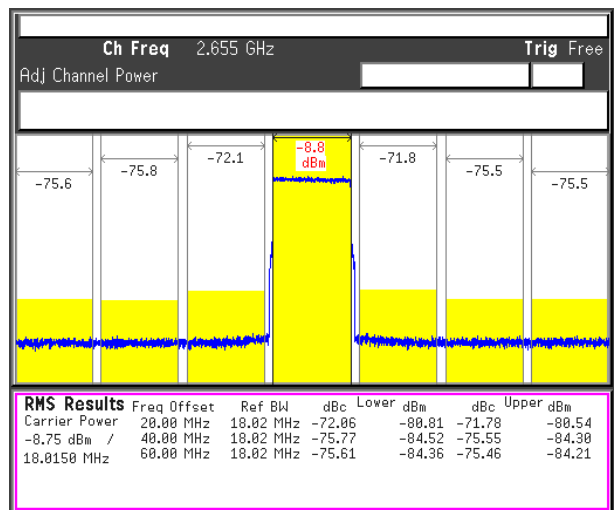 Ch Freq 2.655 GHz Trig Free
Adj Channel Power
-8.8
dBm
-72.1 -71.8
-75.8 -75.5
-75.6 -75.5
RMS Results Freq Offset Ref BW dBc Lower dBm dBc Upper dBm
Carrier Power 20.00 MHz 18.02 MHz -72.06 -80.81 -71.78 -80.54
-8.75 dBm / 40.00 MHz 18.02 MHz -75.77 -84.52 -75.55 -84.30
18.0150 MHz 60.00 MHz 18.02 MHz -75.61 -84.36 -75.46 -84.21